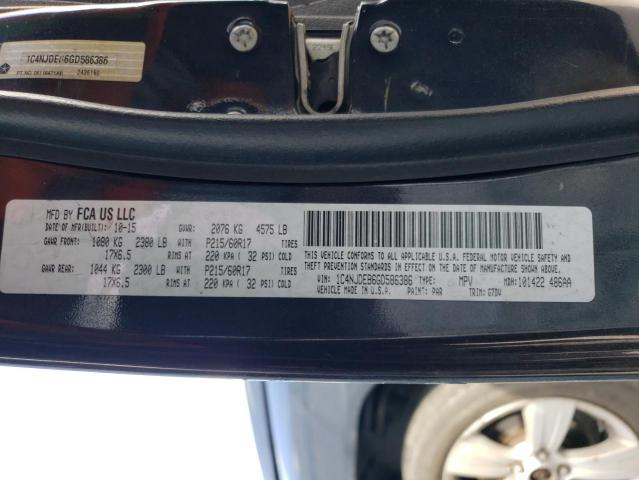 1C4NJDEB6GD586386
2436160
MFD BY FCA US LLC
DATE OF MFR(BUILT): 10-15 GVWR: 2076 KG 4575 LB
GAWR FRONT: 1080 KG 2380 LB WITH P215/60R17 TIRES
17X6.5 RIMS AT 220 KPA ( 32 PSI) COLD
GAWR REAR: 1044 KG 2300 LB WITH P215/60R17 TIRES
17X6.5 RIMS AT 220 KPA ( 32 PSI) COLD
THIS VEHICLE CONFORMS TO ALL APPLICABLE U.S.A. FEDERAL MOTOR VEHICLE SAFETY AND
THEFT PREVENTION STANDARDS IN EFFECT ON THE DATE OF MANUFACTURE SHOWN ABOVE.
VIN: 1C4NJDEB6GD586386 TYPE: MPV MDH: 101422 486AA
VEHICLE MADE IN U.S.A. PAINT: PAR TRIM: G7DV